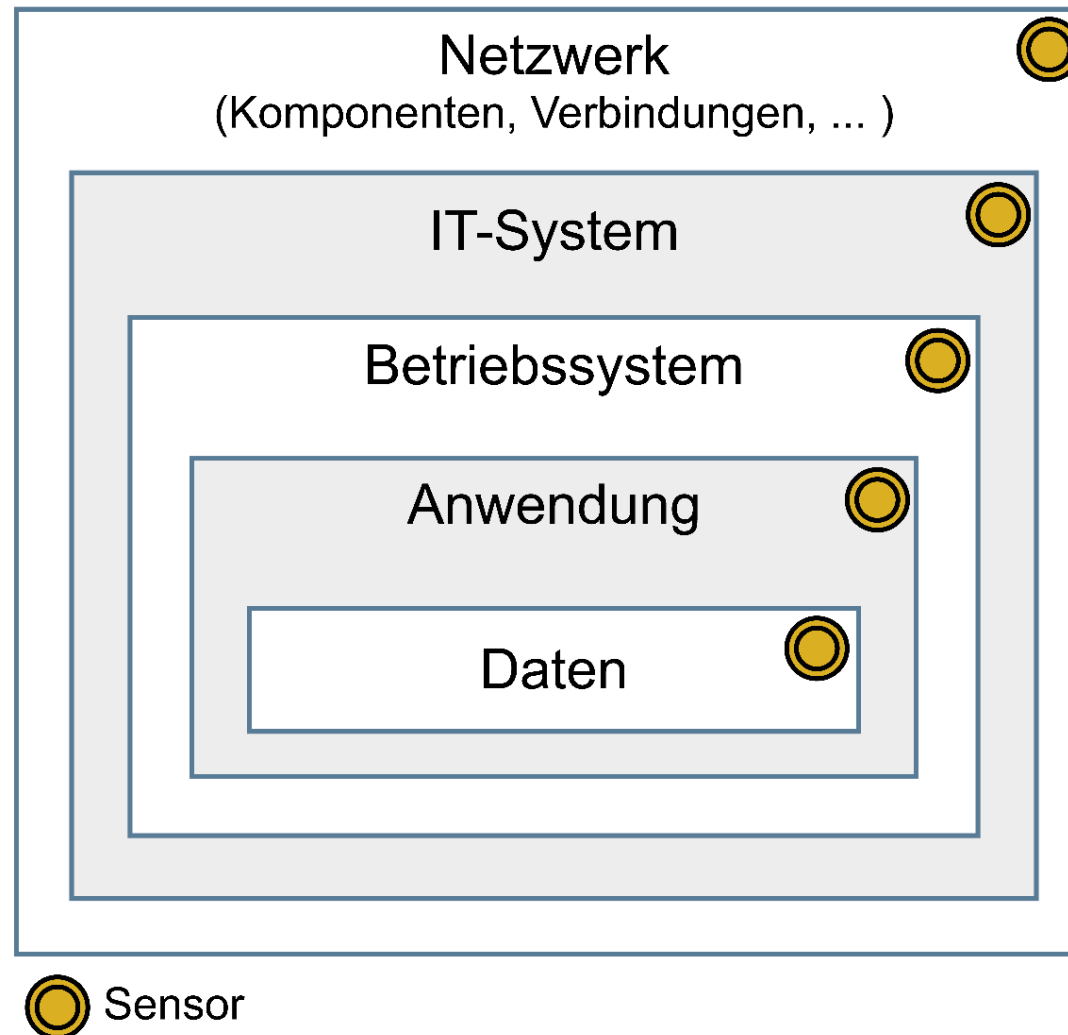 Netzwerk
(Komponenten, Verbindungen, ... )
IT-System
Betriebssystem
Anwendung
Daten
Sensor